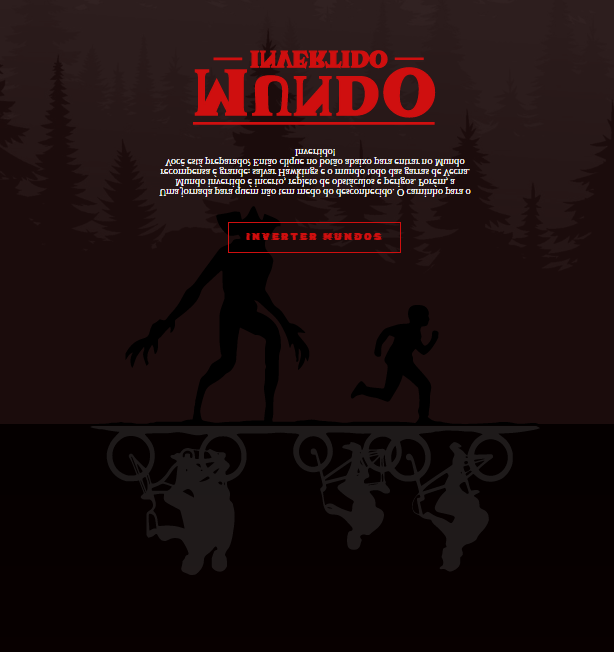 MUNDO
INVERTIDO
Uma jornada para quem não tem medo do desconhecido. O caminho para o
Mundo Invertido é incerto, repleto de obstáculos e perigos. Porém, a
recompensa é grande: salvar Hawkings e o mundo todo das garras de Vecna.
Você está preparado? Então clique no botão abaixo para entrar no Mundo
Invertido!
INVERTER MUNDOS